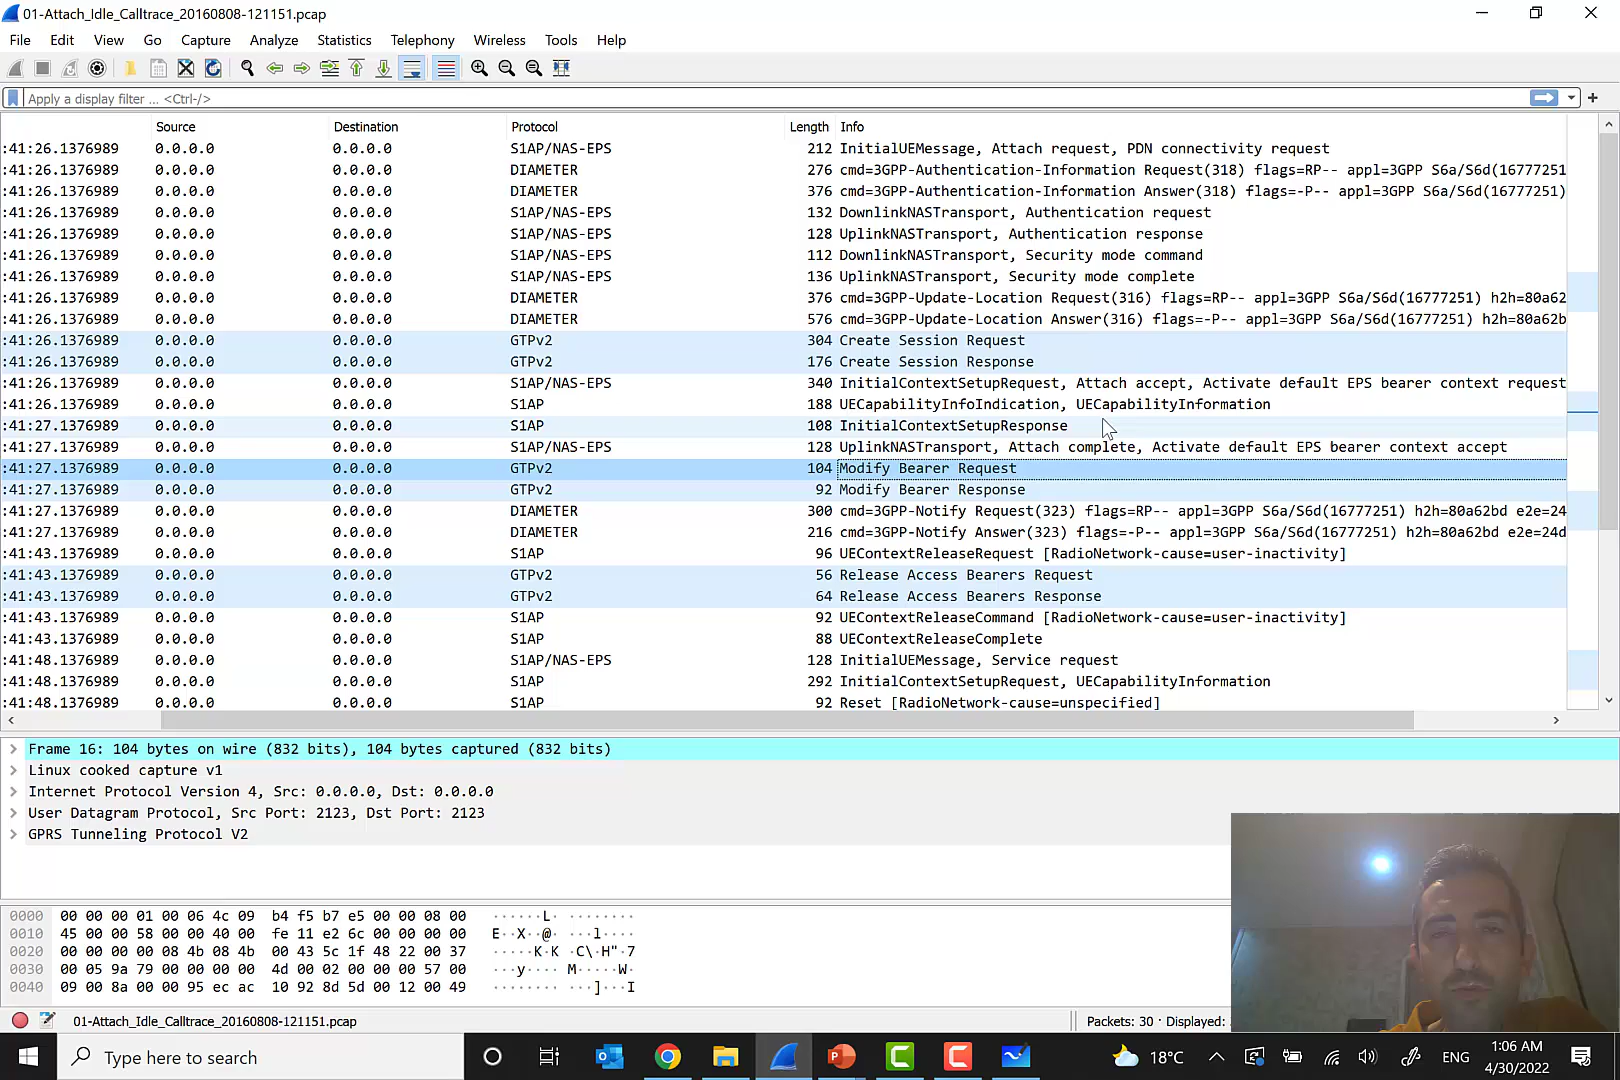 01-Attach_Idle_Calltrace_20160808-121151.pcap
File Edit View Go Capture Analyze Statistics Telephony Wireless Tools Help
Apply a display filter ... <Ctrl-/>
Source Destination Protocol Length Info
:41:26.1376989 0.0.0.0 0.0.0.0 S1AP/NAS-EPS 212 InitialUEMessage, Attach request, PDN connectivity request
:41:26.1376989 0.0.0.0 0.0.0.0 DIAMETER 276 cmd=3GPP-Authentication-Information Request(318) flags=RP-- appl=3GPP S6a/S6d(16777251
:41:26.1376989 0.0.0.0 0.0.0.0 DIAMETER 376 cmd=3GPP-Authentication-Information Answer(318) flags=-P-- appl=3GPP S6a/S6d(16777251)
:41:26.1376989 0.0.0.0 0.0.0.0 S1AP/NAS-EPS 132 DownlinkNASTransport, Authentication request
:41:26.1376989 0.0.0.0 0.0.0.0 S1AP/NAS-EPS 128 UplinkNASTransport, Authentication response
:41:26.1376989 0.0.0.0 0.0.0.0 S1AP/NAS-EPS 112 DownlinkNASTransport, Security mode command
:41:26.1376989 0.0.0.0 0.0.0.0 S1AP/NAS-EPS 136 UplinkNASTransport, Security mode complete
:41:26.1376989 0.0.0.0 0.0.0.0 DIAMETER 376 cmd=3GPP-Update-Location Request(316) flags=RP-- appl=3GPP S6a/S6d(16777251) h2h=80a62
:41:26.1376989 0.0.0.0 0.0.0.0 DIAMETER 576 cmd=3GPP-Update-Location Answer(316) flags=-P-- appl=3GPP S6a/S6d(16777251) h2h=80a62b
:41:26.1376989 0.0.0.0 0.0.0.0 GTPv2 304 Create Session Request
:41:26.1376989 0.0.0.0 0.0.0.0 GTPv2 176 Create Session Response
:41:26.1376989 0.0.0.0 0.0.0.0 S1AP/NAS-EPS 340 InitialContextSetupRequest, Attach accept, Activate default EPS bearer context request
:41:26.1376989 0.0.0.0 0.0.0.0 S1AP 188 UECapabilityInfoIndication, UECapabilityInformation
:41:27.1376989 0.0.0.0 0.0.0.0 S1AP 108 InitialContextSetupResponse
:41:27.1376989 0.0.0.0 0.0.0.0 S1AP/NAS-EPS 128 UplinkNASTransport, Attach complete, Activate default EPS bearer context accept
:41:27.1376989 0.0.0.0 0.0.0.0 GTPv2 104 Modify Bearer Request
:41:27.1376989 0.0.0.0 0.0.0.0 GTPv2 92 Modify Bearer Response
:41:27.1376989 0.0.0.0 0.0.0.0 DIAMETER 300 cmd=3GPP-Notify Request(323) flags=RP-- appl=3GPP S6a/S6d(16777251) h2h=80a62bd e2e=24
:41:27.1376989 0.0.0.0 0.0.0.0 DIAMETER 216 cmd=3GPP-Notify Answer(323) flags=-P-- appl=3GPP S6a/S6d(16777251) h2h=80a62bd e2e=24d
:41:43.1376989 0.0.0.0 0.0.0.0 S1AP 96 UEContextReleaseRequest [RadioNetwork-cause=user-inactivity]
:41:43.1376989 0.0.0.0 0.0.0.0 GTPv2 56 Release Access Bearers Request
:41:43.1376989 0.0.0.0 0.0.0.0 GTPv2 64 Release Access Bearers Response
:41:43.1376989 0.0.0.0 0.0.0.0 S1AP 92 UEContextReleaseCommand [RadioNetwork-cause=user-inactivity]
:41:43.1376989 0.0.0.0 0.0.0.0 S1AP 88 UEContextReleaseComplete
:41:48.1376989 0.0.0.0 0.0.0.0 S1AP/NAS-EPS 128 InitialUEMessage, Service request
:41:48.1376989 0.0.0.0 0.0.0.0 S1AP 292 InitialContextSetupRequest, UECapabilityInformation
:41:48.1376989 0.0.0.0 0.0.0.0 S1AP 92 Reset [RadioNetwork-cause=unspecified]
Frame 16: 104 bytes on wire (832 bits), 104 bytes captured (832 bits)
Linux cooked capture v1
Internet Protocol Version 4, Src: 0.0.0.0, Dst: 0.0.0.0
User Datagram Protocol, Src Port: 2123, Dst Port: 2123
GPRS Tunneling Protocol V2
0000 00 00 00 01 00 06 4c 09 b4 f5 b7 e5 00 00 08 00 ······L· ········
0010 45 00 00 58 00 00 40 00 fe 11 e2 6c 00 00 00 00 E··X··@· ···l····
0020 00 00 00 00 08 4b 08 4b 00 43 5c 1f 48 22 00 37 ·····K·K ·C\·H"·7
0030 00 05 9a 79 00 00 00 00 4d 00 02 00 00 00 57 00 ···y···· M·····W·
0040 09 00 8a 00 00 95 ec ac 10 92 8d 5d 00 12 00 49 ········ ···]···I
01-Attach_Idle_Calltrace_20160808-121151.pcap Packets: 30 · Displayed:
Type here to search 18°C ENG 1:06 AM
4/30/2022